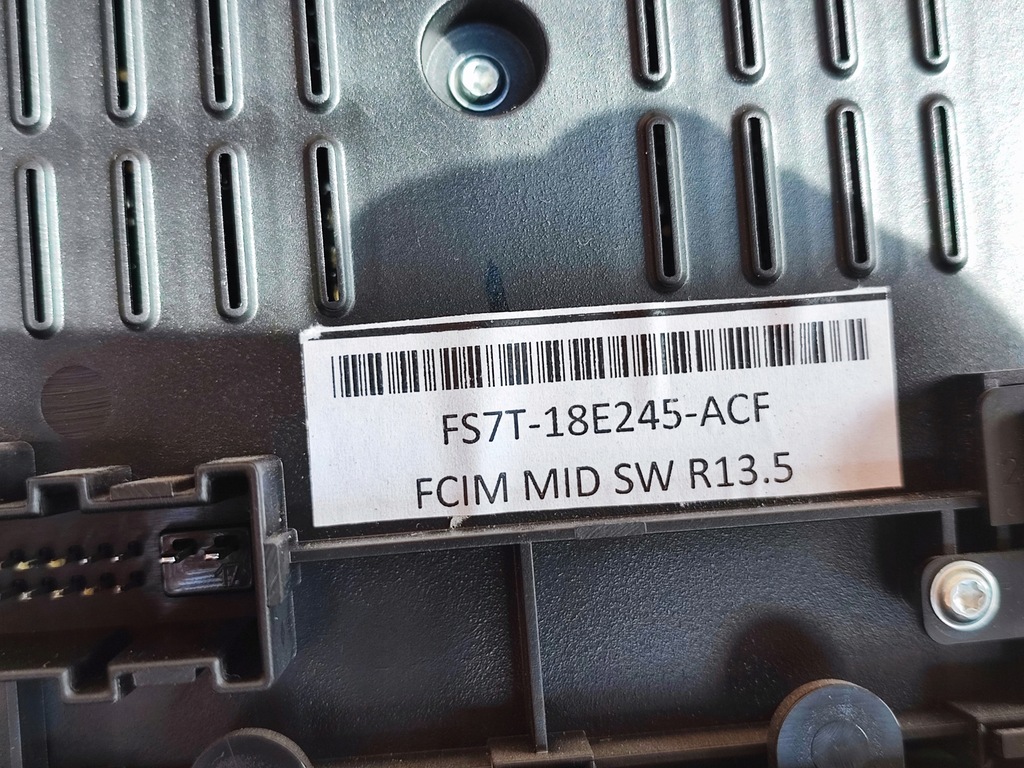 FS7T-18E245-ACF
FCIM MID SW R13.5